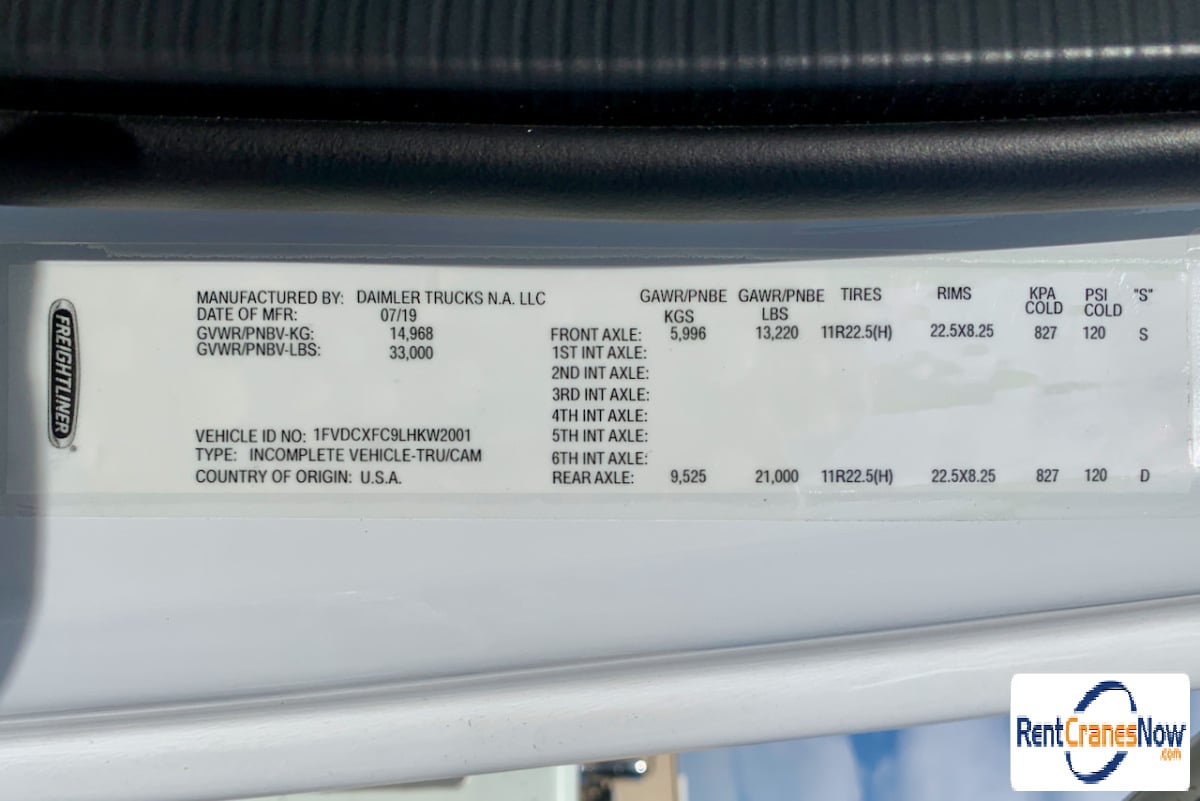 FREIGHTLINER
MANUFACTURED BY: DAIMLER TRUCKS N.A. LLC
DATE OF MFR: 07/19
GVWR/PNBV-KG: 14,968
GVWR/PNBV-LBS: 33,000
VEHICLE ID NO: 1FVDCXFC9LHKW2001
TYPE: INCOMPLETE VEHICLE-TRU/CAM
COUNTRY OF ORIGIN: U.S.A.
GAWR/PNBE KGS GAWR/PNBE LBS TIRES RIMS KPA COLD PSI COLD "S"
FRONT AXLE: 5,996 13,220 11R22.5(H) 22.5X8.25 827 120 S
1ST INT AXLE:
2ND INT AXLE:
3RD INT AXLE:
4TH INT AXLE:
5TH INT AXLE:
6TH INT AXLE:
REAR AXLE: 9,525 21,000 11R22.5(H) 22.5X8.25 827 120 D
RentCranesNow
.com